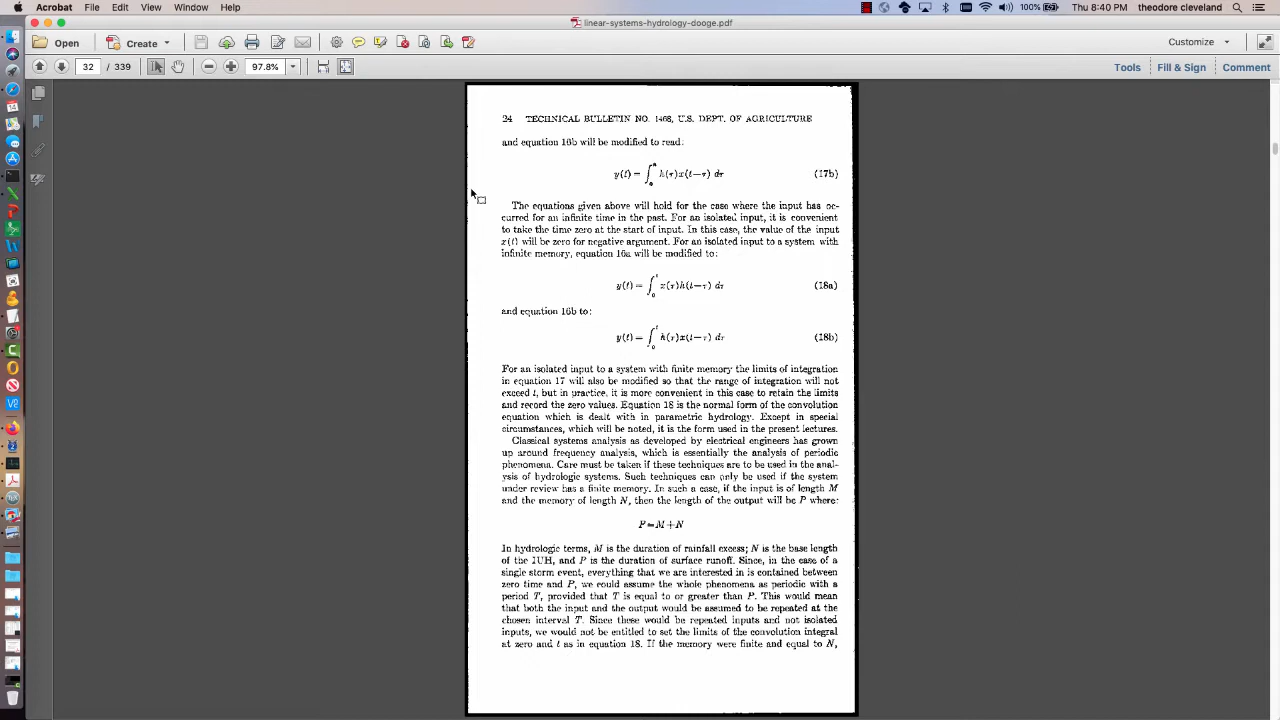 Acrobat File Edit View Window Help
100% Thu 8:40 PM theodore cleveland
linear-systems-hydrology-dooge.pdf
Open Create Customize
32 / 339 97.8% Tools Fill & Sign Comment
24 TECHNICAL BULLETIN NO. 1468, U.S. DEPT. OF AGRICULTURE
and equation 16b will be modified to read:
y(t) = ∫₀ⁿ h(τ)x(t−τ) dτ (17b)
The equations given above will hold for the case where the input has oc-
curred for an infinite time in the past. For an isolated input, it is convenient
to take the time zero at the start of input. In this case, the value of the input
x(t) will be zero for negative argument. For an isolated input to a system with
infinite memory, equation 16a will be modified to:
y(t) = ∫₀ᵗ x(τ)h(t−τ) dτ (18a)
and equation 16b to:
y(t) = ∫₀ᵗ h(τ)x(t−τ) dτ (18b)
For an isolated input to a system with finite memory the limits of integration
in equation 17 will also be modified so that the range of integration will not
exceed t, but in practice, it is more convenient in this case to retain the limits
and record the zero values. Equation 18 is the normal form of the convolution
equation which is dealt with in parametric hydrology. Except in special
circumstances, which will be noted, it is the form used in the present lectures.
Classical systems analysis as developed by electrical engineers has grown
up around frequency analysis, which is essentially the analysis of periodic
phenomena. Care must be taken if these techniques are to be used in the anal-
ysis of hydrologic systems. Such techniques can only be used if the system
under review has a finite memory. In such a case, if the input is of length M
and the memory of length N, then the length of the output will be P where:
P=M+N
In hydrologic terms, M is the duration of rainfall excess; N is the base length
of the IUH, and P is the duration of surface runoff. Since, in the case of a
single storm event, everything that we are interested in is contained between
zero time and P, we could assume the whole phenomena as periodic with a
period T, provided that T is equal to or greater than P. This would mean
that both the input and the output would be assumed to be repeated at the
chosen interval T. Since these would be repeated inputs and not isolated
inputs, we would not be entitled to set the limits of the convolution integral
at zero and t as in equation 18. If the memory were finite and equal to N,